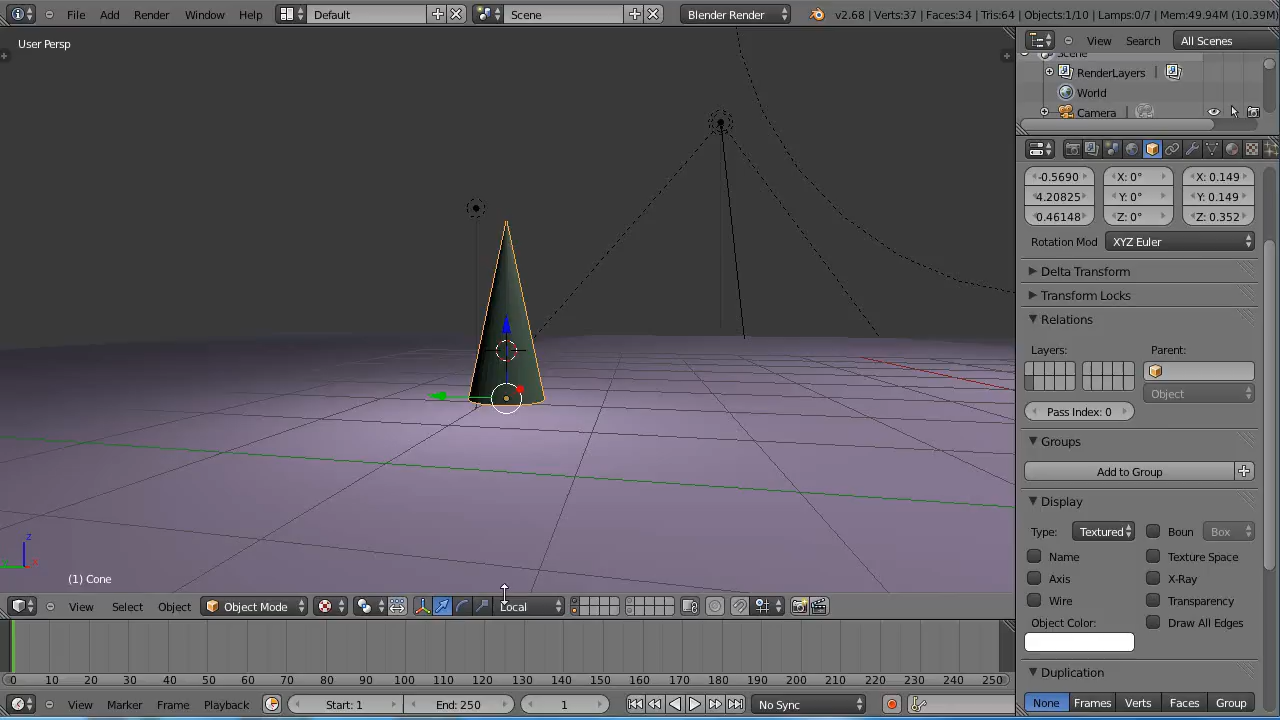 File Add Render Window Help Default Scene Blender Render v2.68 | Verts:37 | Faces:34 | Tris:64 | Objects:1/10 | Lamps:0/7 | Mem:49.94M (10.39M)
User Persp
View Search All Scenes
Scene
RenderLayers
World
Camera
-0.5690 X: 0° X: 0.149
4.20825 Y: 0° Y: 0.149
0.46148 Z: 0° Z: 0.352
Rotation Mod XYZ Euler
Delta Transform
Transform Locks
Relations
Layers: Parent:
Object
Pass Index: 0
Groups
Add to Group
Display
Type: Textured Boun Box
Name Texture Space
Axis X-Ray
Wire Transparency
Object Color: Draw All Edges
Duplication
None Frames Verts Faces Group
z
x
(1) Cone
View Select Object Object Mode Local
0 10 20 30 40 50 60 70 80 90 100 110 120 130 140 150 160 170 180 190 200 210 220 230 240 250
View Marker Frame Playback Start: 1 End: 250 1 No Sync